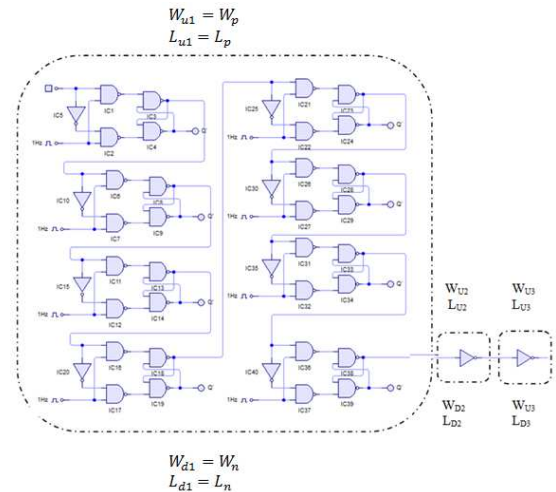 W_u1 = W_p
L_u1 = L_p
IC1
IC3
IC5
IC2
IC4
Q'
1Hz
IC6
IC8
IC10
IC7
IC9
Q'
1Hz
IC11
IC13
IC15
IC12
IC14
Q'
1Hz
IC16
IC18
IC20
IC17
IC19
Q'
1Hz
IC21
IC23
IC25
IC22
IC24
Q'
1Hz
IC26
IC28
IC30
IC27
IC29
Q'
1Hz
IC31
IC33
IC35
IC32
IC34
Q'
1Hz
IC36
IC38
IC40
IC37
IC39
Q'
1Hz
W_U2
L_U2
W_U3
L_U3
W_D2
L_D2
W_U3
L_D3
W_d1 = W_n
L_d1 = L_n